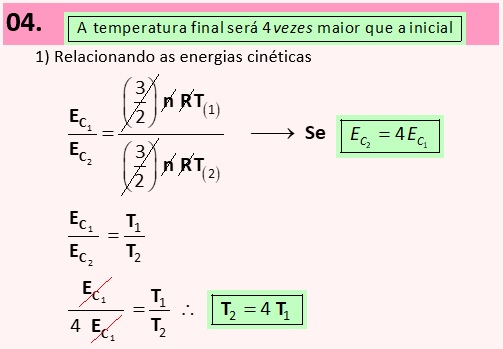 04. A temperatura final será 4 vezes maior que a inicial
1) Relacionando as energias cinéticas
E_C₁ / E_C₂ = (3/2) n RT₍₁₎ / (3/2) n RT₍₂₎ ⟶ Se E_C₂ = 4 E_C₁
E_C₁ / E_C₂ = T₁ / T₂
E_C₁ / 4 E_C₁ = T₁ / T₂ ∴ T₂ = 4 T₁